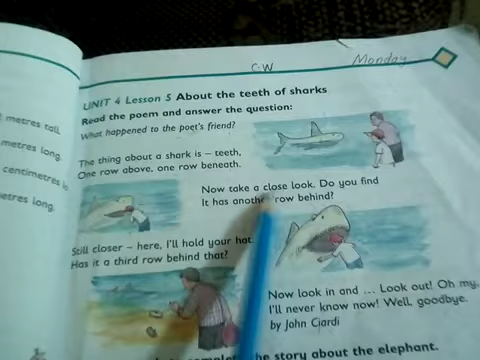 C.W
Monday
UNIT 4 Lesson 5 About the teeth of sharks
Read the poem and answer the question:
What happened to the poet's friend?
The thing about a shark is – teeth,
One row above, one row beneath.
Now take a close look. Do you find
It has another row behind?
Still closer – here, I'll hold your hat
Has it a third row behind that?
Now look in and ... Look out! Oh my,
I'll never know now! Well, goodbye.
by John Ciardi
he story about the elephant.
metres tall
metres long.
centimetres
etres long.